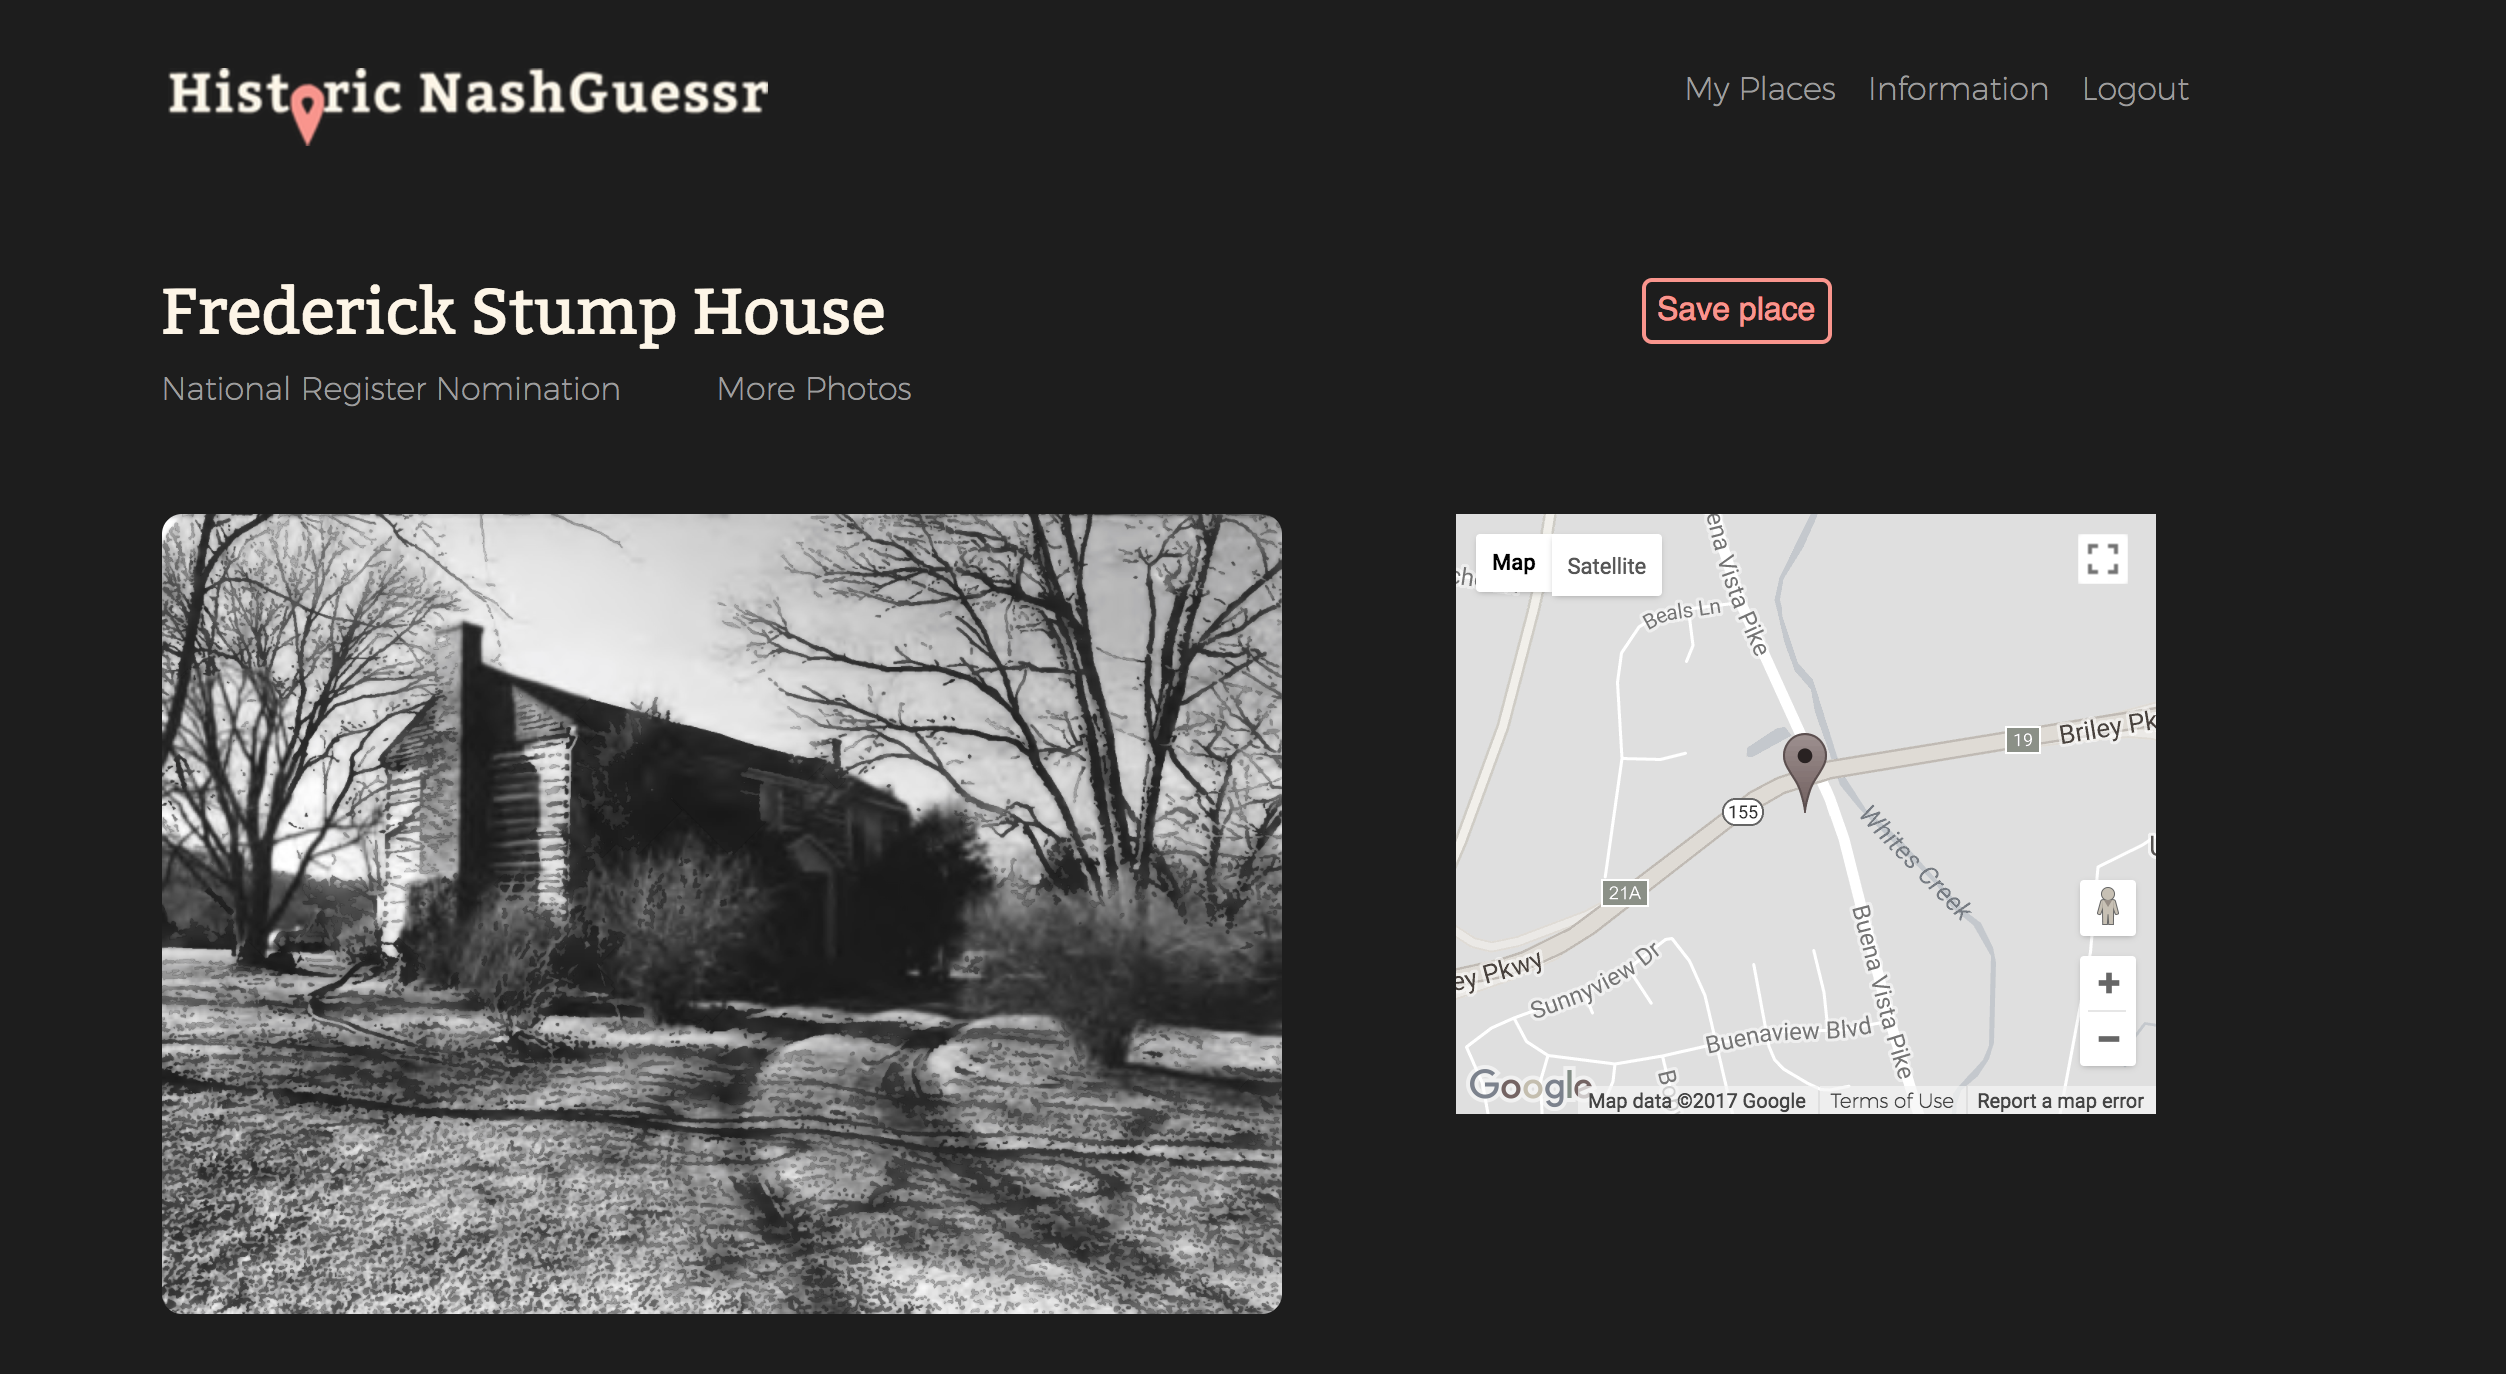 Historic NashGuessr
My Places Information Logout
Frederick Stump House
Save place
National Register Nomination More Photos
Map Satellite
ena Vista Pike
Beals Ln
19
Briley Pk
155
Whites Creek
21A
ey Pkwy
Sunnyview Dr
Buena Vista Pike
Buenaview Blvd
Google
Map data ©2017 Google Terms of Use Report a map error